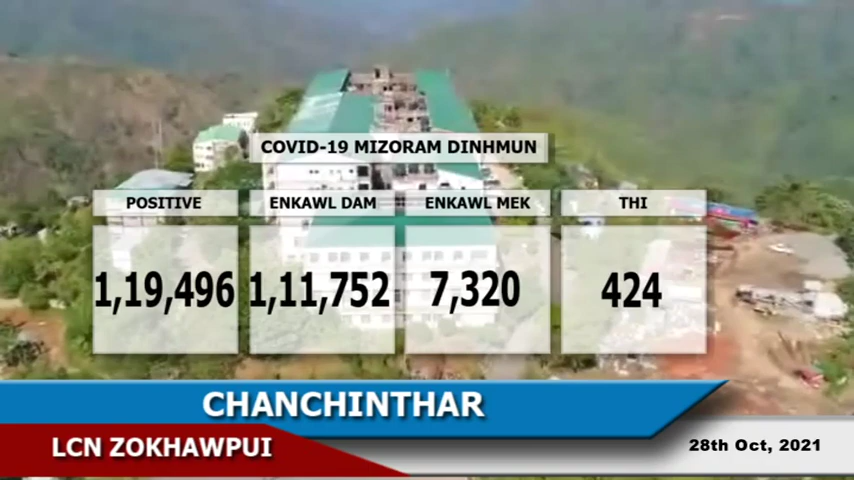 COVID-19 MIZORAM DINHMUN
POSITIVE ENKAWL DAM ENKAWL MEK THI
1,19,496 1,11,752 7,320 424
CHANCHINTHAR
LCN ZOKHAWPUI
28th Oct, 2021